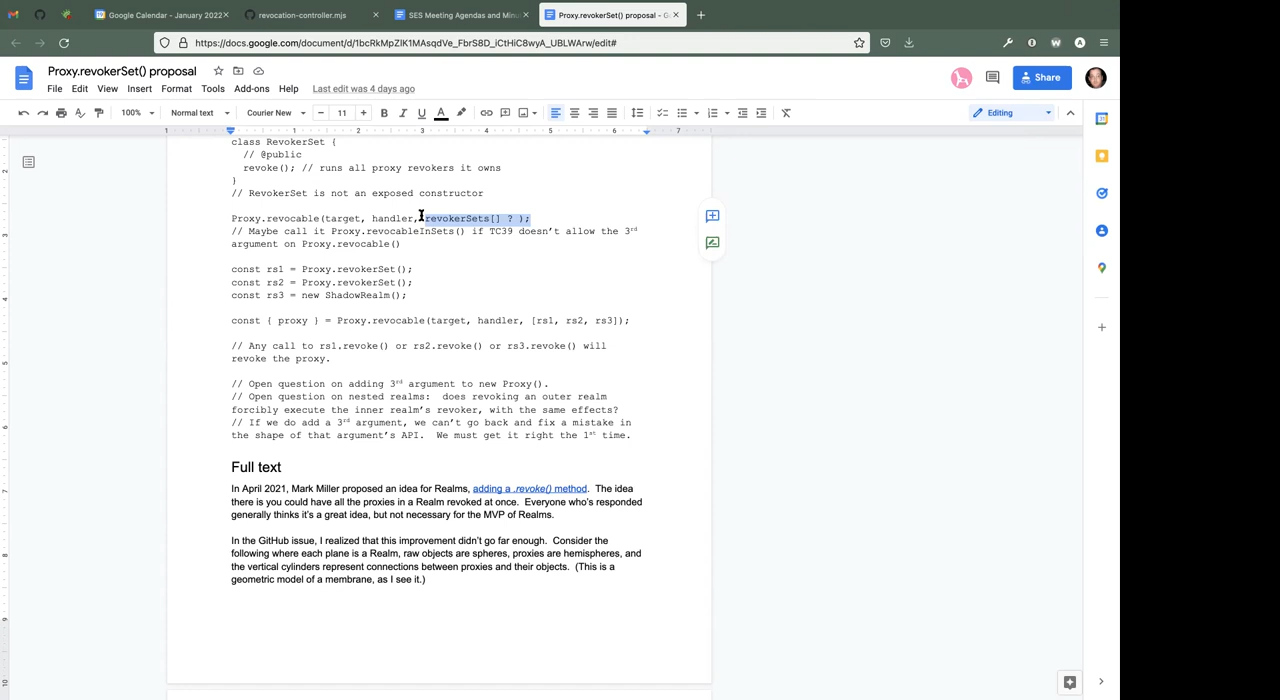 Google Calendar - January 2022
revocation-controller.mjs
SES Meeting Agendas and Minu
Proxy.revokerSet() proposal - G
https://docs.google.com/document/d/1bcRkMpZIK1MAsqdVe_FbrS8D_iCtHiC8wyA_UBLWArw/edit#
Proxy.revokerSet() proposal
File Edit View Insert Format Tools Add-ons Help Last edit was 4 days ago
Share
100% Normal text Courier New 11 B I U A Editing
1 1 2 3 4 5 6 7
class RevokerSet {
// @public
revoke(); // runs all proxy revokers it owns
}
// RevokerSet is not an exposed constructor
Proxy.revocable(target, handler, revokerSets[] ? );
// Maybe call it Proxy.revocableInSets() if TC39 doesn't allow the 3rd
argument on Proxy.revocable()
const rs1 = Proxy.revokerSet();
const rs2 = Proxy.revokerSet();
const rs3 = new ShadowRealm();
const { proxy } = Proxy.revocable(target, handler, [rs1, rs2, rs3]);
// Any call to rs1.revoke() or rs2.revoke() or rs3.revoke() will
revoke the proxy.
// Open question on adding 3rd argument to new Proxy().
// Open question on nested realms:  does revoking an outer realm
forcibly execute the inner realm's revoker, with the same effects?
// If we do add a 3rd argument, we can't go back and fix a mistake in
the shape of that argument's API.  We must get it right the 1st time.
Full text
In April 2021, Mark Miller proposed an idea for Realms, adding a .revoke() method.  The idea
there is you could have all the proxies in a Realm revoked at once.  Everyone who's responded
generally thinks it's a great idea, but not necessary for the MVP of Realms.
In the GitHub issue, I realized that this improvement didn't go far enough.  Consider the
following where each plane is a Realm, raw objects are spheres, proxies are hemispheres, and
the vertical cylinders represent connections between proxies and their objects.  (This is a
geometric model of a membrane, as I see it.)